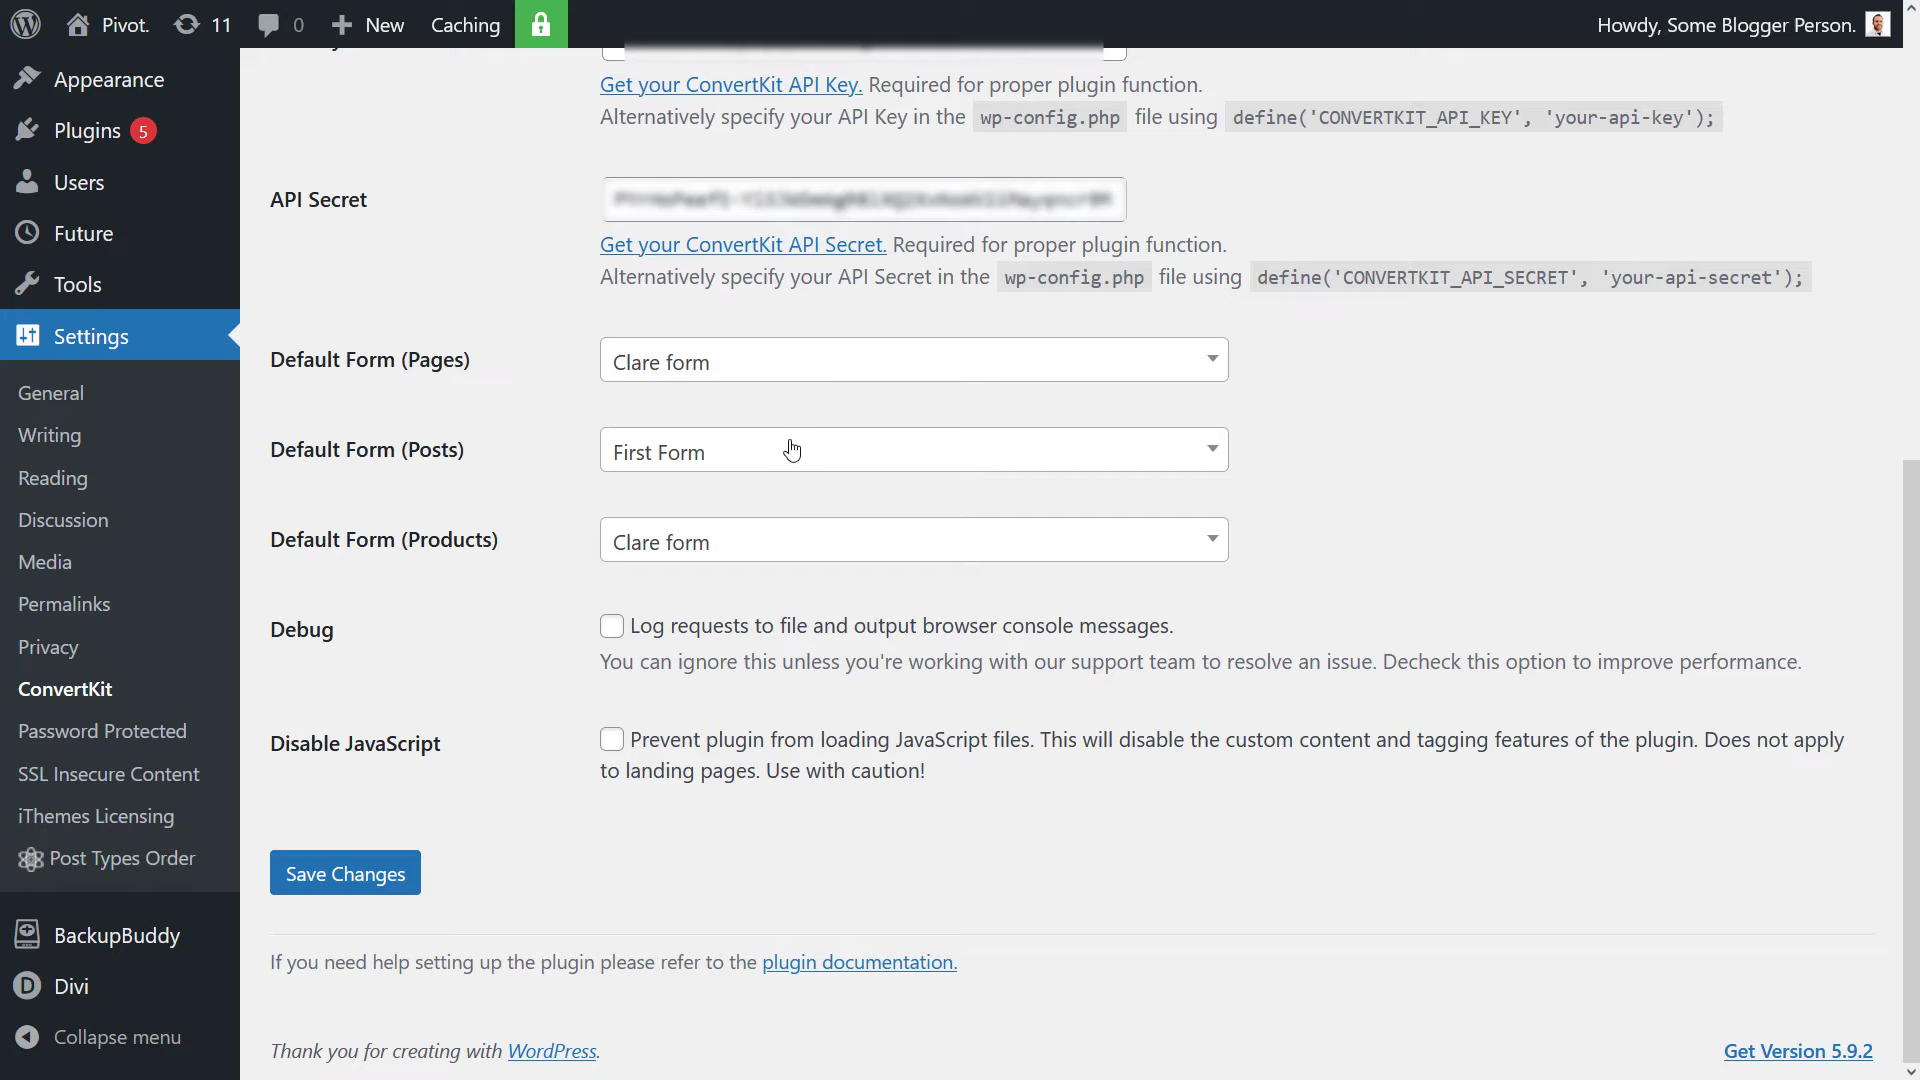 Pivot. 11 0 New Caching Howdy, Some Blogger Person.
Appearance
Plugins 5
Users
Future
Tools
Settings
General
Writing
Reading
Discussion
Media
Permalinks
Privacy
ConvertKit
Password Protected
SSL Insecure Content
iThemes Licensing
Post Types Order
BackupBuddy
D Divi
Collapse menu
Get your ConvertKit API Key. Required for proper plugin function.
Alternatively specify your API Key in the wp-config.php file using define('CONVERTKIT_API_KEY', 'your-api-key');
API Secret
Get your ConvertKit API Secret. Required for proper plugin function.
Alternatively specify your API Secret in the wp-config.php file using define('CONVERTKIT_API_SECRET', 'your-api-secret');
Default Form (Pages) Clare form
Default Form (Posts) First Form
Default Form (Products) Clare form
Debug Log requests to file and output browser console messages.
You can ignore this unless you're working with our support team to resolve an issue. Decheck this option to improve performance.
Disable JavaScript Prevent plugin from loading JavaScript files. This will disable the custom content and tagging features of the plugin. Does not apply
to landing pages. Use with caution!
Save Changes
If you need help setting up the plugin please refer to the plugin documentation.
Thank you for creating with WordPress. Get Version 5.9.2